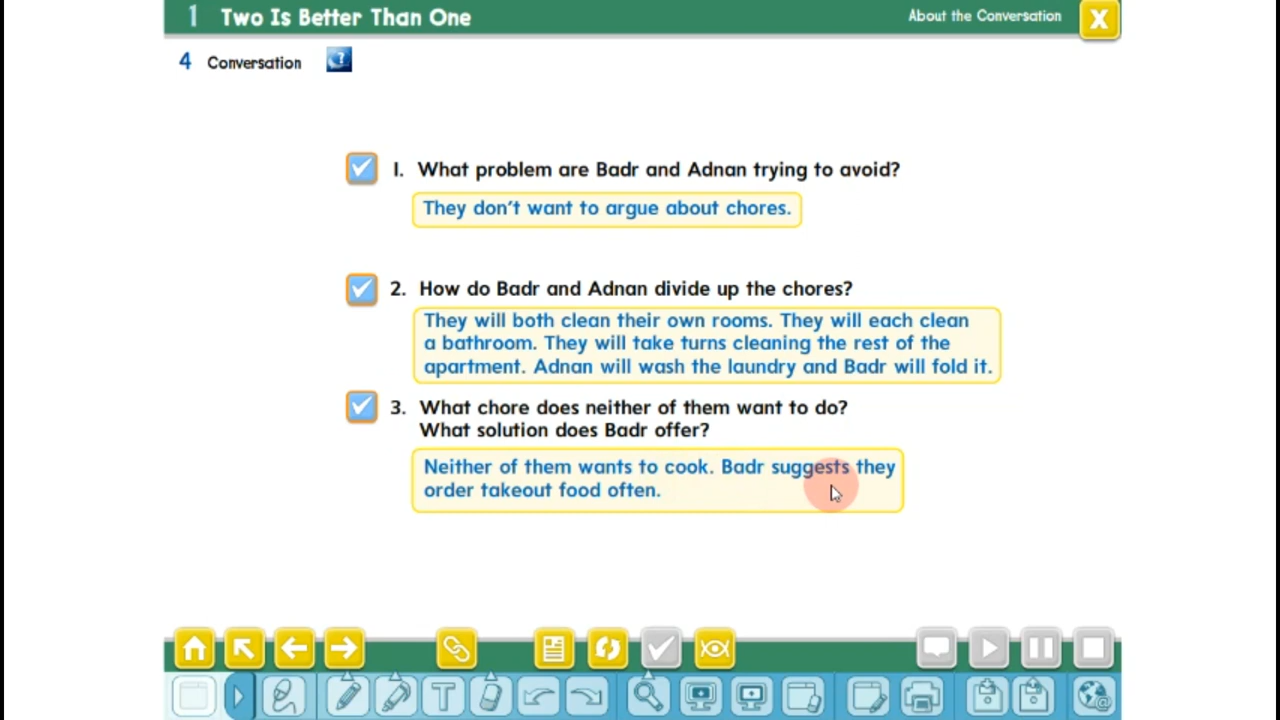 1 Two Is Better Than One
About the Conversation
X
4 Conversation
1. What problem are Badr and Adnan trying to avoid?
They don't want to argue about chores.
2. How do Badr and Adnan divide up the chores?
They will both clean their own rooms. They will each clean
a bathroom. They will take turns cleaning the rest of the
apartment. Adnan will wash the laundry and Badr will fold it.
3. What chore does neither of them want to do?
What solution does Badr offer?
Neither of them wants to cook. Badr suggests they
order takeout food often.
T